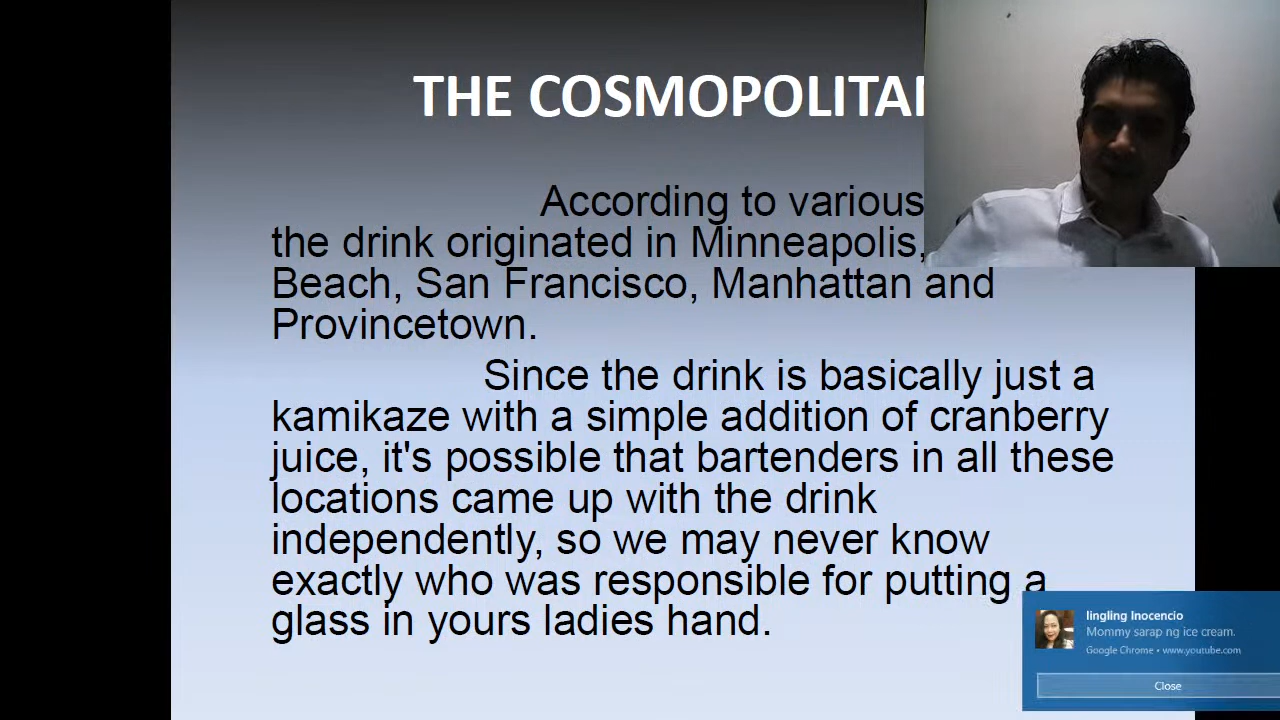 THE COSMOPOLITAN
According to various
the drink originated in Minneapolis,
Beach, San Francisco, Manhattan and
Provincetown.
Since the drink is basically just a
kamikaze with a simple addition of cranberry
juice, it's possible that bartenders in all these
locations came up with the drink
independently, so we may never know
exactly who was responsible for putting a
glass in yours ladies hand.
lingling Inocencio
Mommy sarap ng ice cream.
Google Chrome • www.youtube.com
Close